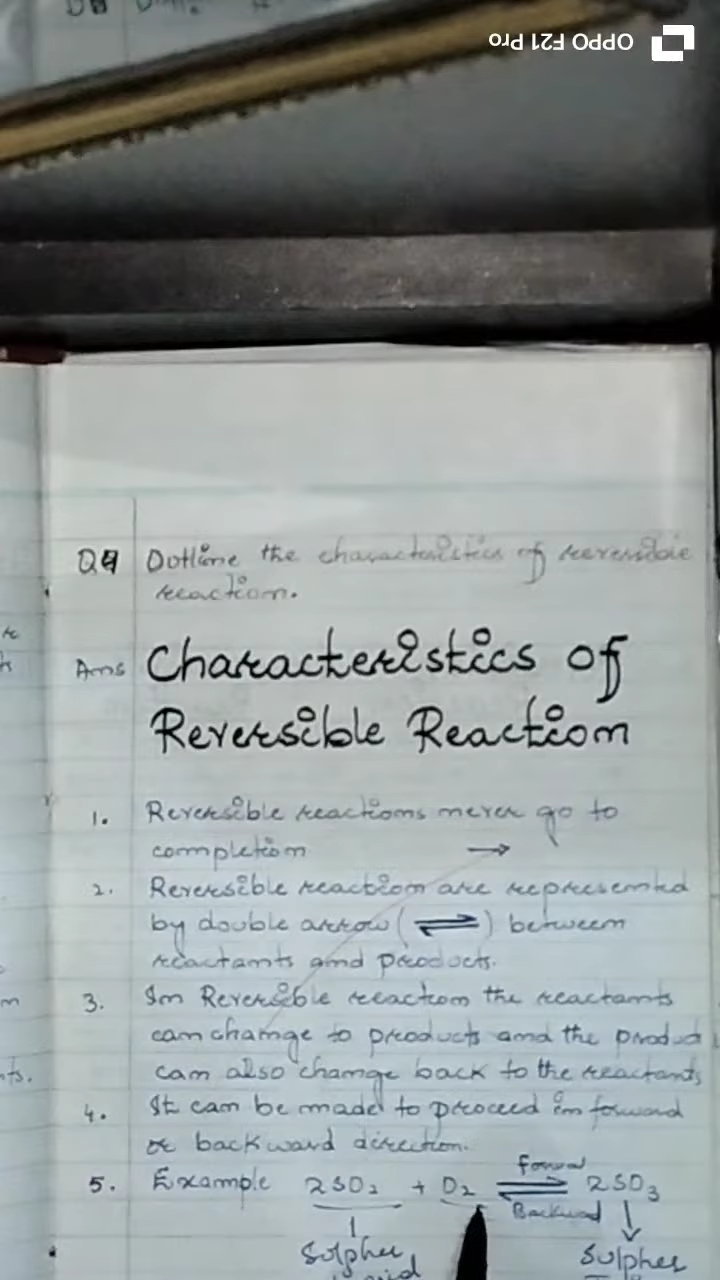 OPPO F21 Pro
Q4 Outline the characteristics of reversible
reaction.
Ans Characteristics of
Reversible Reaction
1. Reversible reactions never go to
completion →
2. Reversible reaction are represented
by double arrow (⇌) between
reactants and products.
3. In Reversible reaction the reactants
can change to products and the product
can also change back to the reactants
4. It can be made to proceed in forward
or backward direction.
5. Example 2SO₂ + O₂ ⇌ 2SO₃
Forward
Backward
Sulpher Sulpher